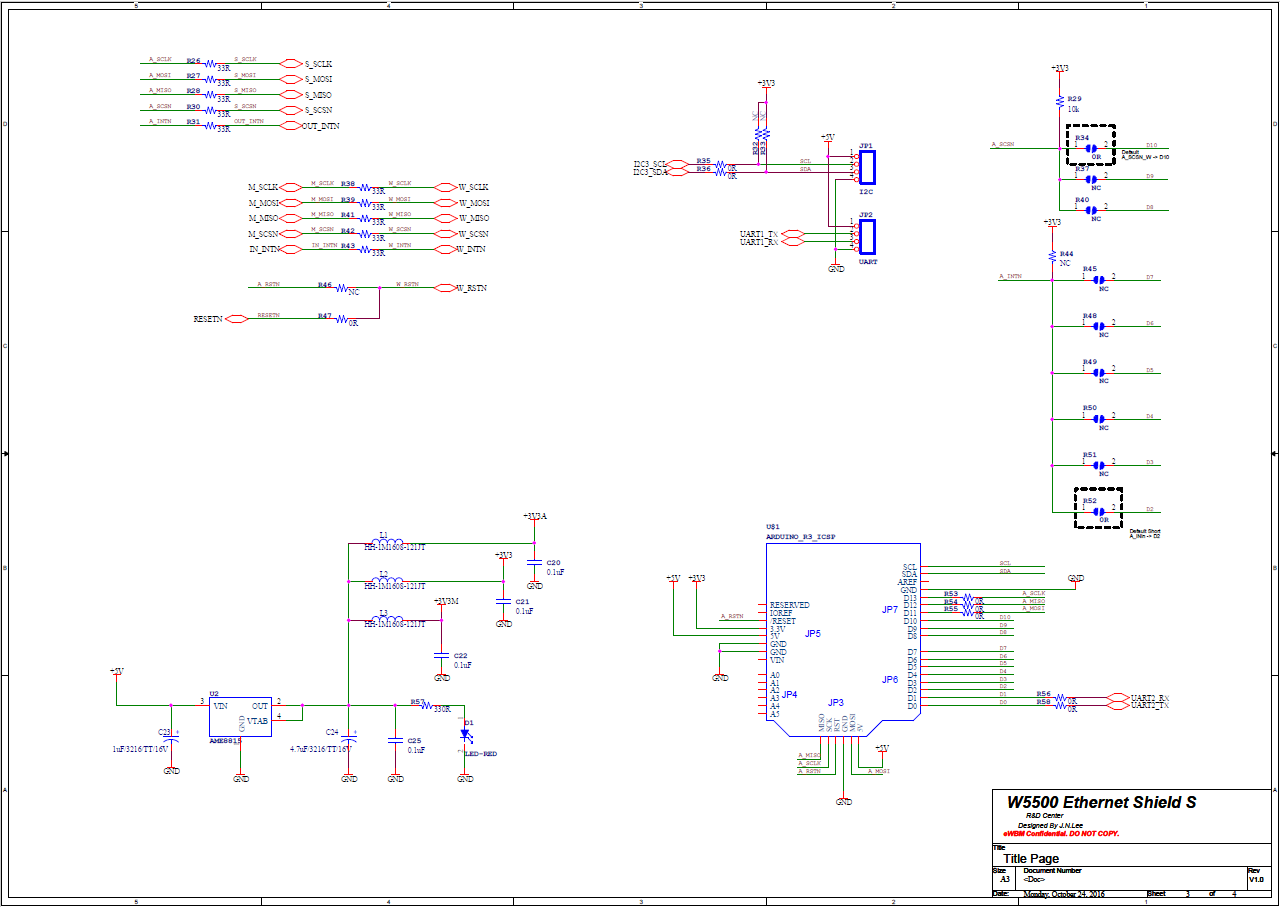 5 4 3 2 1
A_SCLK R26 33R S_SCLK S_SCLK
A_MOSI R27 33R S_MOSI S_MOSI
A_MISO R28 33R S_MISO S_MISO
A_SCSN R30 33R S_SCSN S_SCSN
A_INTN R31 33R OUT_INTN OUT_INTN
M_SCLK M_SCLK R38 33R W_SCLK W_SCLK
M_MOSI M_MOSI R39 33R W_MOSI W_MOSI
M_MISO M_MISO R41 33R W_MISO W_MISO
M_SCSN M_SCSN R42 33R W_SCSN W_SCSN
IN_INTN IN_INTN R43 33R W_INTN W_INTN
A_RSTN R46 NC W_RSTN W_RSTN
RESETN RESETN R47 0R
+3V3
NC NC
R32 R33
+5V
I2C3_SCL R35 0R SCL
I2C3_SDA R36 0R SDA
JP1
1
2
3
4
I2C
JP2
1
2
3
4
UART
UART1_TX
UART1_RX
GND
+3V3
R29
10k
A_SCSN R34 1 2 0R D10
Default
A_SCSN_W -> D10
R37 1 2 NC D9
R40 1 2 NC D8
+3V3
R44
NC
A_INTN R45 1 2 NC D7
R48 1 2 NC D6
R49 1 2 NC D5
R50 1 2 NC D4
R51 1 2 NC D3
R52 1 2 0R D2
Default Short
A_INIn -> D2
+3V3A
L1
HH-1M1608-121JT
C20
0.1uF
GND
+3V3
L2
HH-1M1608-121JT
C21
0.1uF
GND
+3V3M
L3
HH-1M1608-121JT
C22
0.1uF
GND
+5V
U2
3 VIN OUT 2
VTAB 4
GND
1
AME8815
C23 +
1uF/3216/TT/16V
GND
GND
C24 +
4.7uF/3216/TT/16V
GND
C25
0.1uF
GND
R57
330R
1
D1
2
LED-RED
GND
U$1
ARDUINO_R3_ICSP
+5V +3V3
A_RSTN
GND
RESERVED
IOREF
/RESET
3.3V
5V
GND
GND
VIN
A0
A1
A2
A3
A4
A5
JP5
JP4
JP3
JP7
JP6
MISO SCK RST GND MOSI 5V
SCL SCL
SDA SDA
AREF
GND GND
D13 R53 0R A_SCLK
D12 R54 0R A_MISO
D11 R55 0R A_MOSI
D10 D10
D9 D9
D8 D8
D7 D7
D6 D6
D5 D5
D4 D4
D3 D3
D2 D2
D1 D1 R56 0R UART2_RX
D0 D0 R58 0R UART2_TX
A_MISO
A_SCLK
A_RSTN
A_MOSI
+5V
GND
W5500 Ethernet Shield S
R&D Center
Designed By J.N.Lee
eWBM Confidential. DO NOT COPY.
Title
Title Page
Size
A3
Document Number
<Doc>
Rev
V1.0
Date: Monday, October 24, 2016 Sheet 3 of 4
D D
C C
B B
A A
5 4 3 2 1